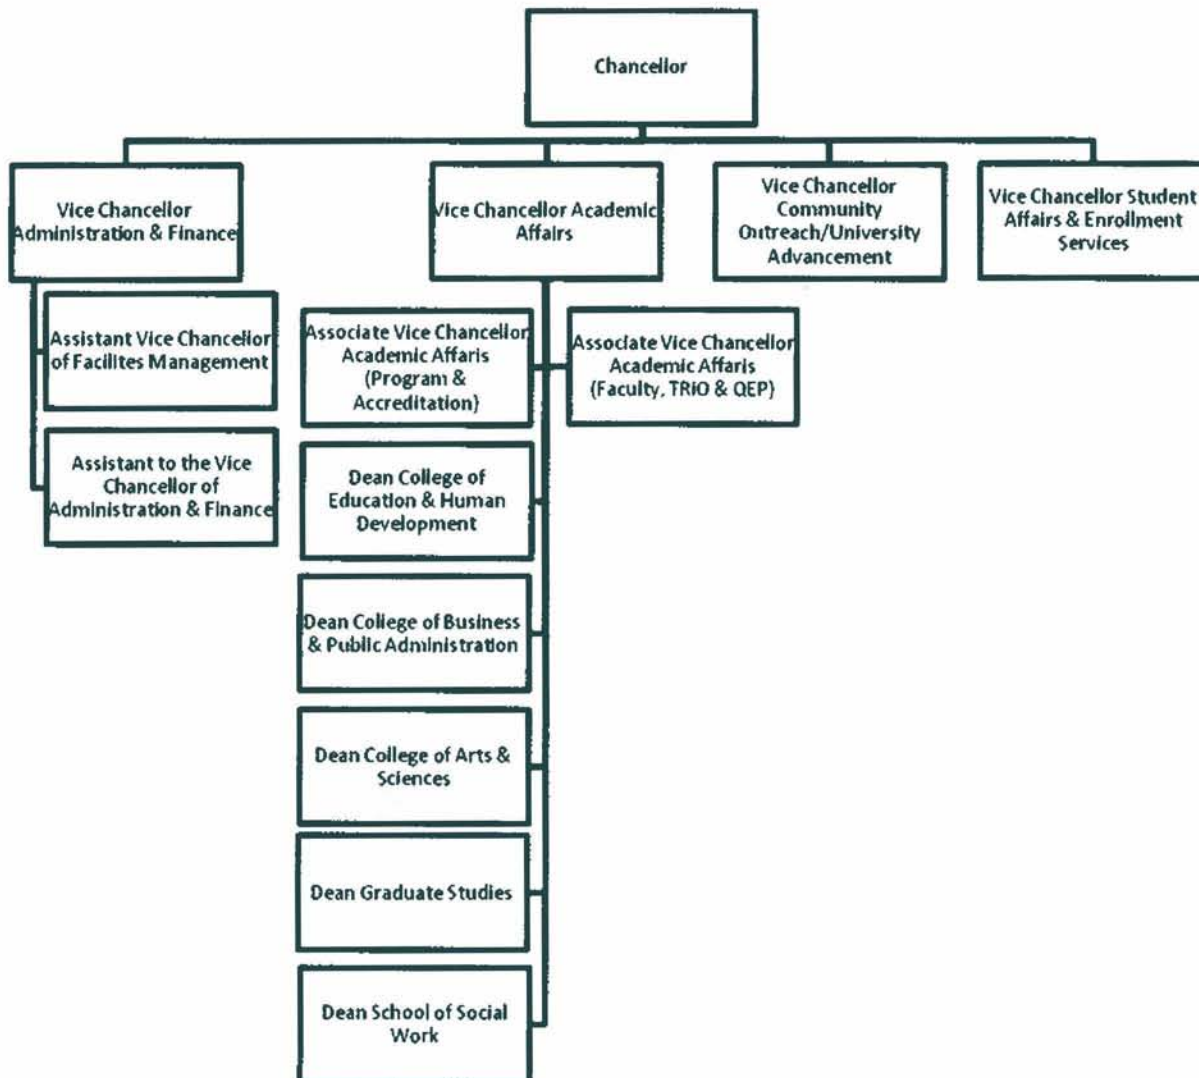 Chancellor
Vice Chancellor
Administration & Finance
Vice Chancellor Academic
Affairs
Vice Chancellor
Community
Outreach/University
Advancement
Vice Chancellor Student
Affairs & Enrollment
Services
Assistant Vice Chancellor
of Facilites Management
Assistant to the Vice
Chancellor of
Administration & Finance
Associate Vice Chancellor
Academic Affaris
(Program &
Accreditation)
Associate Vice Chancellor
Academic Affaris
(Faculty, TRiO & QEP)
Dean College of
Education & Human
Development
Dean College of Business
& Public Administration
Dean College of Arts &
Sciences
Dean Graduate Studies
Dean School of Social
Work